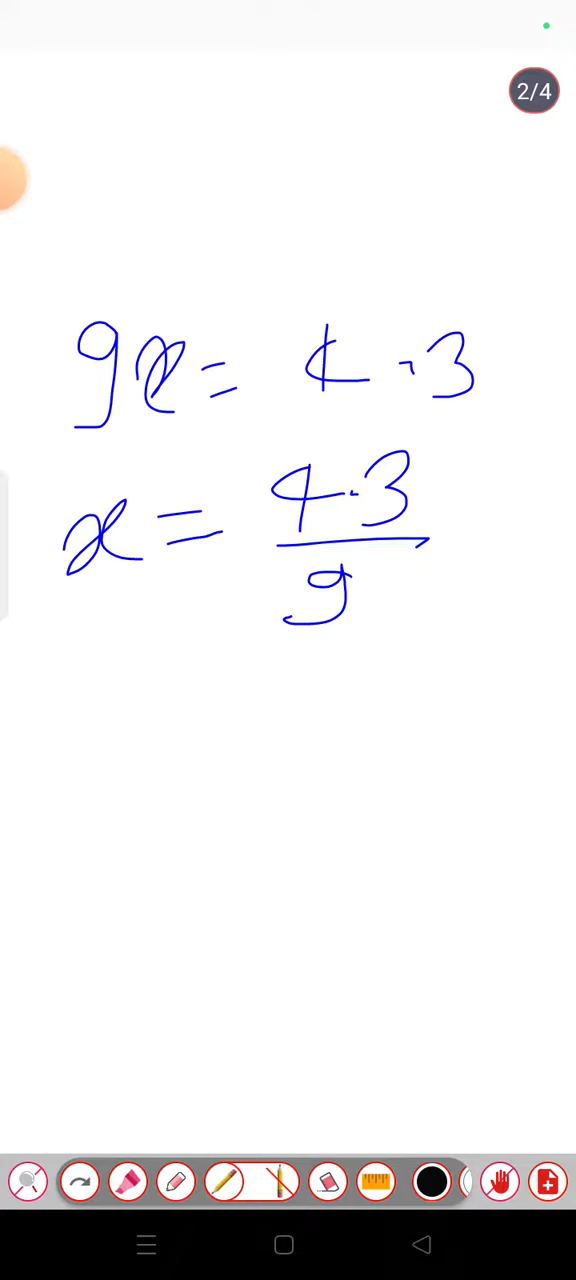 2/4
9x = 4 · 3
x = 4 · 3
9